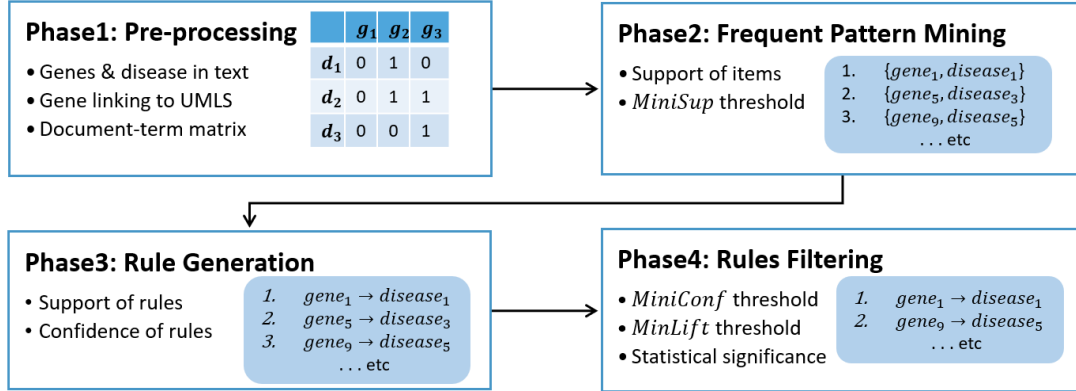 Phase1: Pre-processing
• Genes & disease in text
• Gene linking to UMLS
• Document-term matrix
g₁ g₂ g₃
d₁ 0 1 0
d₂ 0 1 1
d₃ 0 0 1
Phase2: Frequent Pattern Mining
• Support of items
• MiniSup threshold
1. {gene₁, disease₁}
2. {gene₅, disease₃}
3. {gene₉, disease₅}
. . . etc
Phase3: Rule Generation
• Support of rules
• Confidence of rules
1. gene₁ → disease₁
2. gene₅ → disease₃
3. gene₉ → disease₅
. . . etc
Phase4: Rules Filtering
• MiniConf threshold
• MinLift threshold
• Statistical significance
1. gene₁ → disease₁
2. gene₉ → disease₅
. . . etc